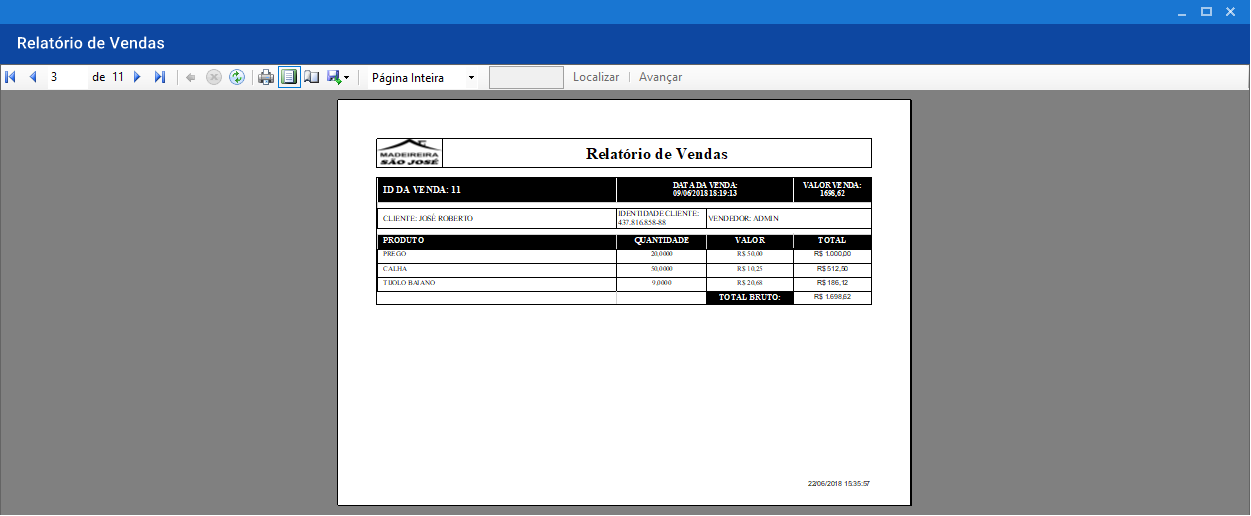 Relatório de Vendas
3 de 11 Página Inteira Localizar Avançar
MADEIREIRA
SÃO JOSÉ
Relatório de Vendas
ID DA VENDA: 11
DATA DA VENDA:
09/06/2018 18:19:13
VALOR VENDA:
1698,62
CLIENTE: JOSÉ ROBERTO
IDENTIDADE CLIENTE:
437.816.858-88
VENDEDOR: ADMIN
PRODUTO QUANTIDADE VALOR TOTAL
PREGO 20,0000 R$ 50,00 R$ 1.000,00
CALHA 50,0000 R$ 10,25 R$ 512,50
TIJOLO BAIANO 9,0000 R$ 20,68 R$ 186,12
TOTAL BRUTO: R$ 1.698,62
22/06/2018 15:35:57